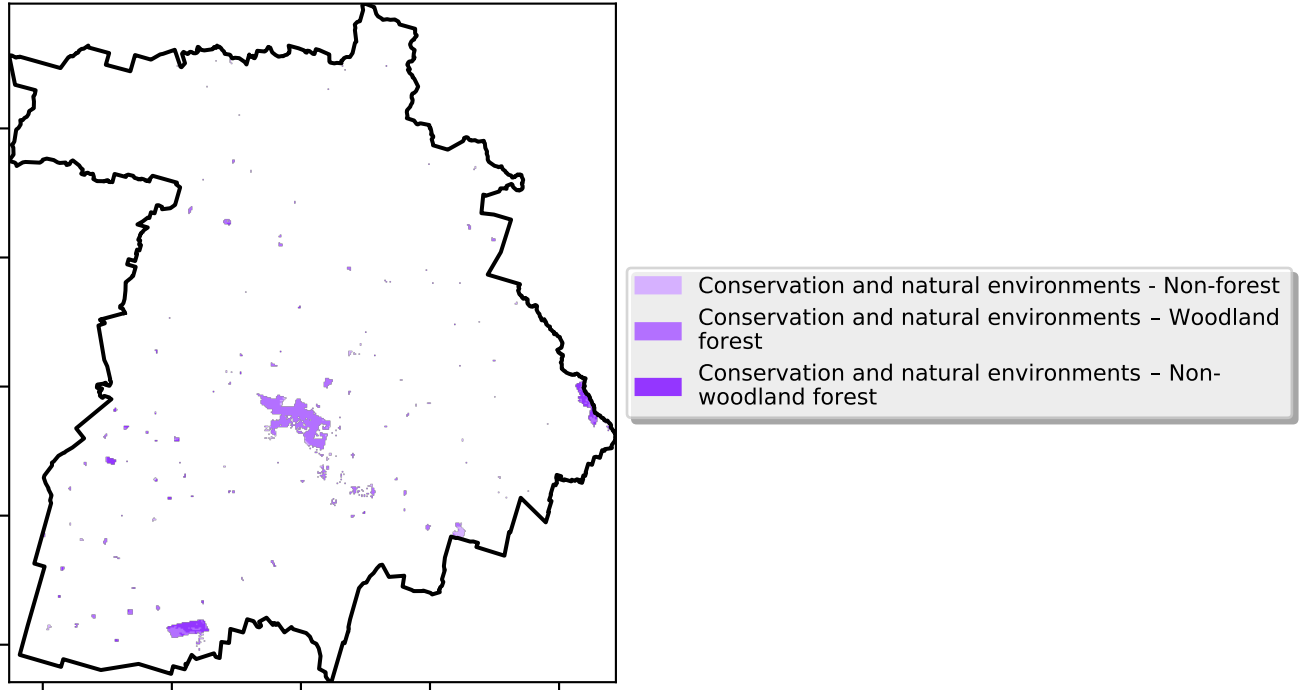 Conservation and natural environments - Non-forest
Conservation and natural environments – Woodland
forest
Conservation and natural environments – Non-
woodland forest